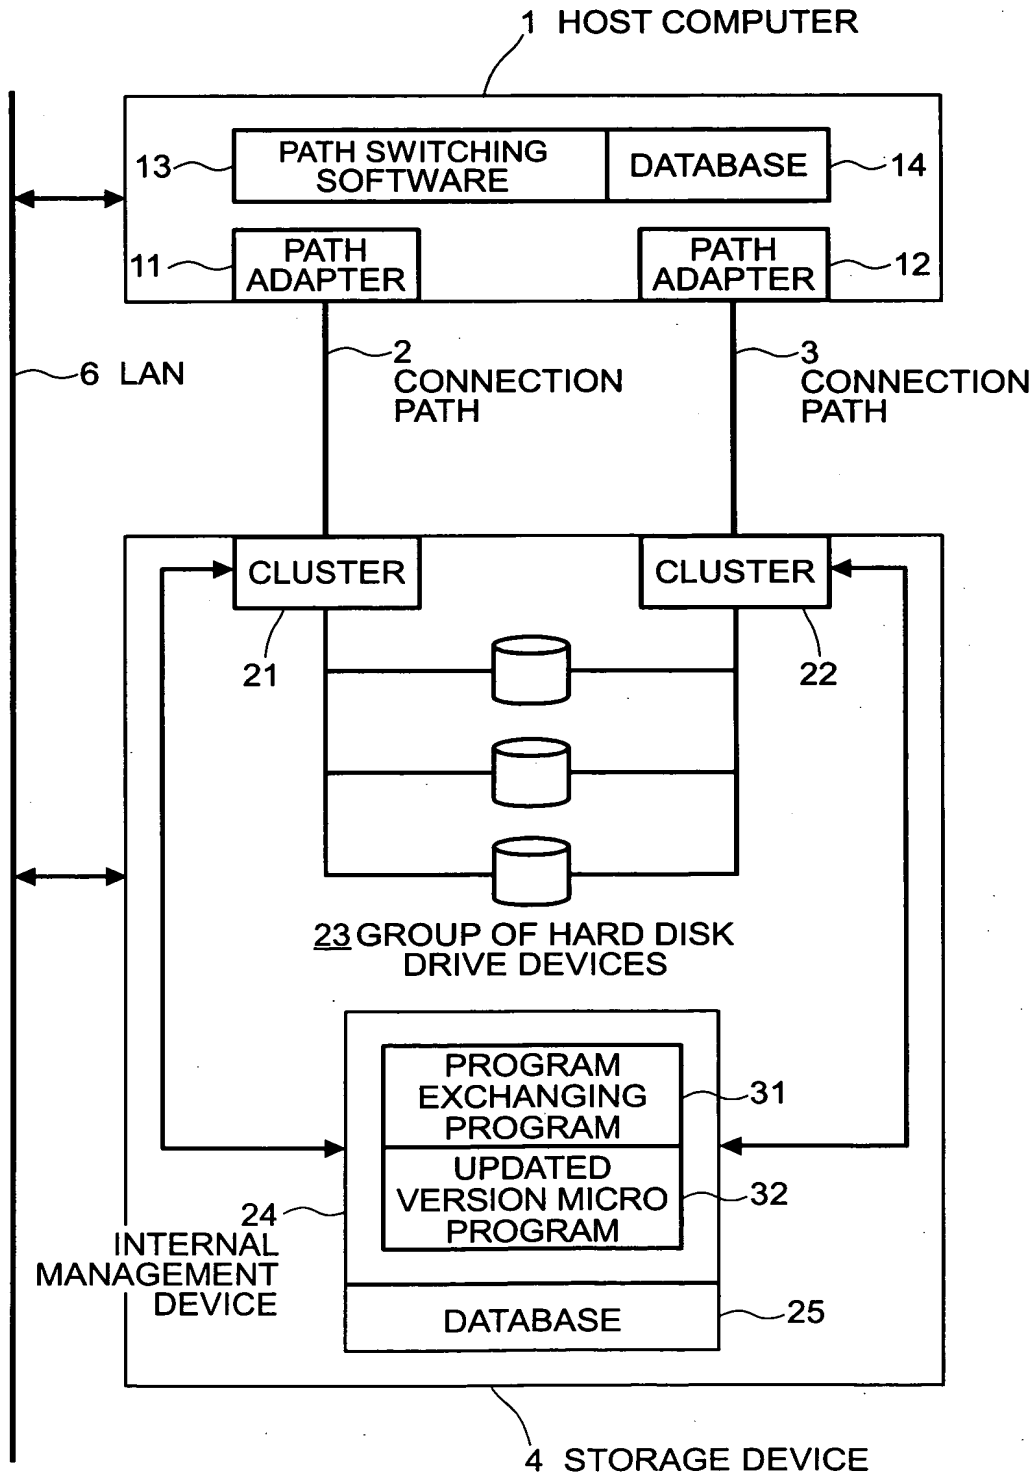 1 HOST COMPUTER
13
PATH SWITCHING
SOFTWARE
DATABASE
14
11
PATH
ADAPTER
PATH
ADAPTER
12
6 LAN
2
CONNECTION
PATH
3
CONNECTION
PATH
CLUSTER
CLUSTER
21
22
23 GROUP OF HARD DISK
DRIVE DEVICES
PROGRAM
EXCHANGING
PROGRAM
31
UPDATED
VERSION MICRO
PROGRAM
32
24
INTERNAL
MANAGEMENT
DEVICE
DATABASE
25
4 STORAGE DEVICE